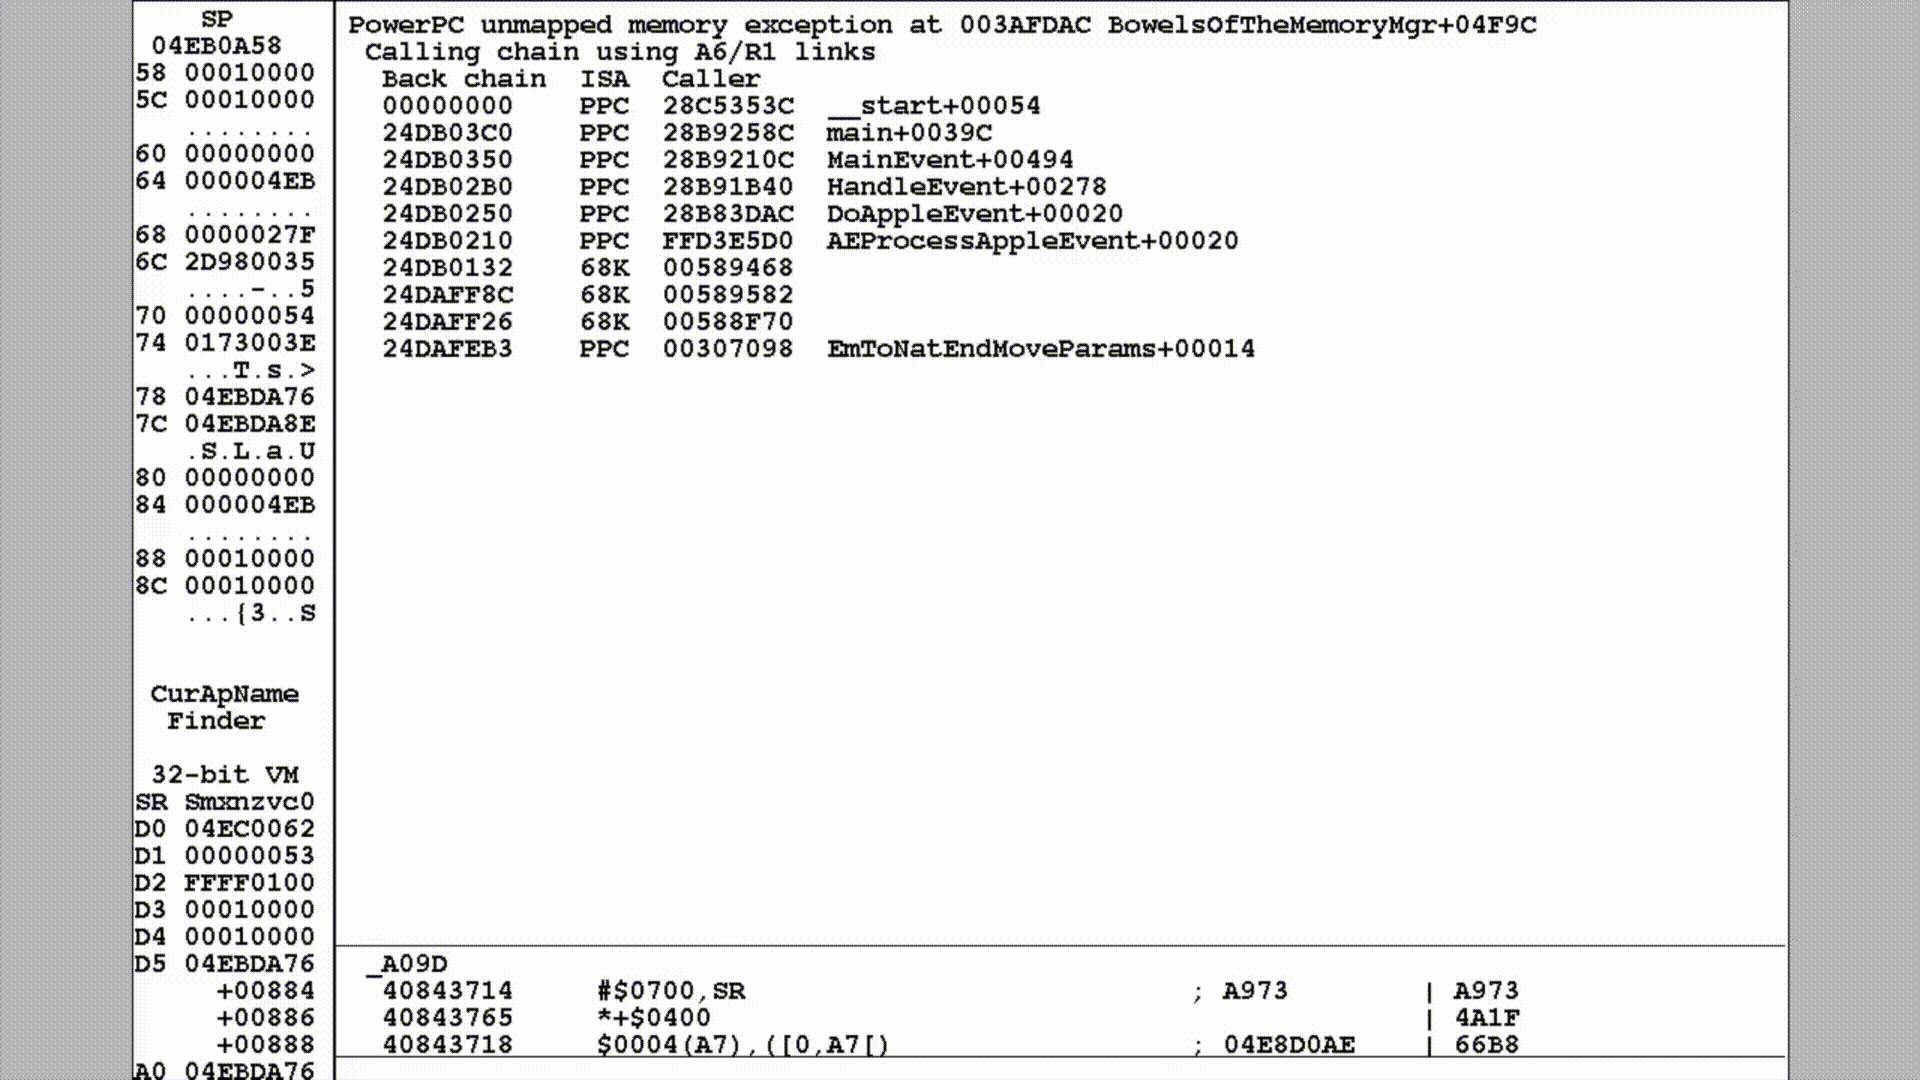 SP
04EB0A58
58 00010000
5C 00010000
........
60 00000000
64 000004EB
........
68 0000027F
6C 2D980035
....-..5
70 00000054
74 0173003E
...T.s.>
78 04EBDA76
7C 04EBDA8E
.S.L.a.U
80 00000000
84 000004EB
........
88 00010000
8C 00010000
...{3..S
CurApName
Finder
32-bit VM
SR Smxnzvc0
D0 04EC0062
D1 00000053
D2 FFFF0100
D3 00010000
D4 00010000
D5 04EBDA76
PowerPC unmapped memory exception at 003AFDAC BowelsOfTheMemoryMgr+04F9C
Calling chain using A6/R1 links
Back chain ISA Caller
00000000 PPC 28C5353C __start+00054
24DB03C0 PPC 28B9258C main+0039C
24DB0350 PPC 28B9210C MainEvent+00494
24DB02B0 PPC 28B91B40 HandleEvent+00278
24DB0250 PPC 28B83DAC DoAppleEvent+00020
24DB0210 PPC FFD3E5D0 AEProcessAppleEvent+00020
24DB0132 68K 00589468
24DAFF8C 68K 00589582
24DAFF26 68K 00588F70
24DAFEB3 PPC 00307098 EmToNatEndMoveParams+00014
_A09D
+00884 40843714 #$0700,SR ; A973 | A973
+00886 40843765 *+$0400 | 4A1F
+00888 40843718 $0004(A7),([0,A7[) ; 04E8D0AE | 66B8
A0 04EBDA76